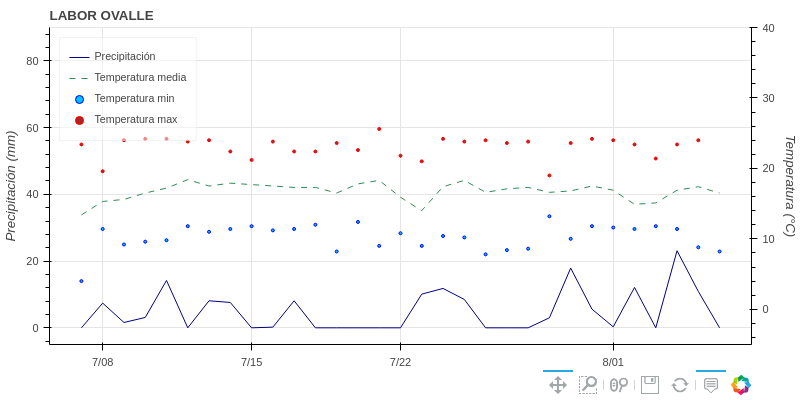 LABOR OVALLE
Precipitación
Temperatura media
Temperatura min
Temperatura max
Precipitación (mm)
80
60
40
20
0
Temperatura (°C)
40
30
20
10
0
7/08 7/15 7/22 8/01